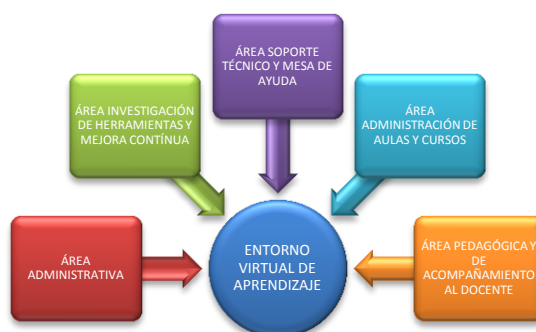 ÁREA SOPORTE
TÉCNICO Y MESA DE
AYUDA
ÁREA INVESTIGACIÓN
DE HERRAMIENTAS Y
MEJORA CONTÍNUA
ÁREA
ADMINISTRACIÓN DE
AULAS Y CURSOS
ÁREA
ADMINISTRATIVA
ENTORNO
VIRTUAL DE
APRENDIZAJE
ÁREA PEDAGÓGICA Y
DE
ACOMPAÑAMIENTO
AL DOCENTE